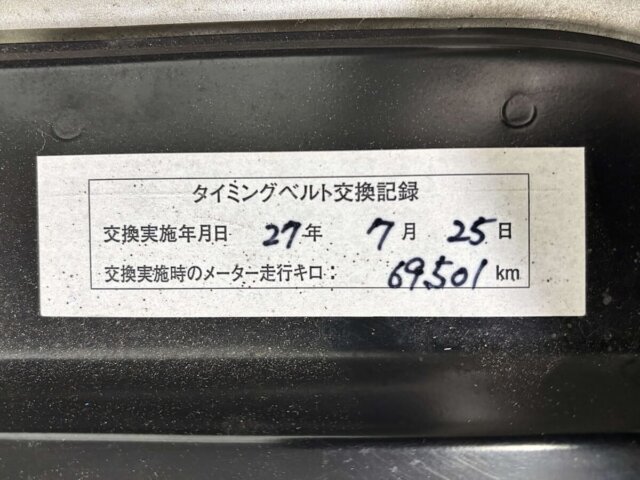 タイミングベルト交換記録
交換実施年月日 27年 7月 25日
交換実施時のメーター走行キロ： 69,501 km